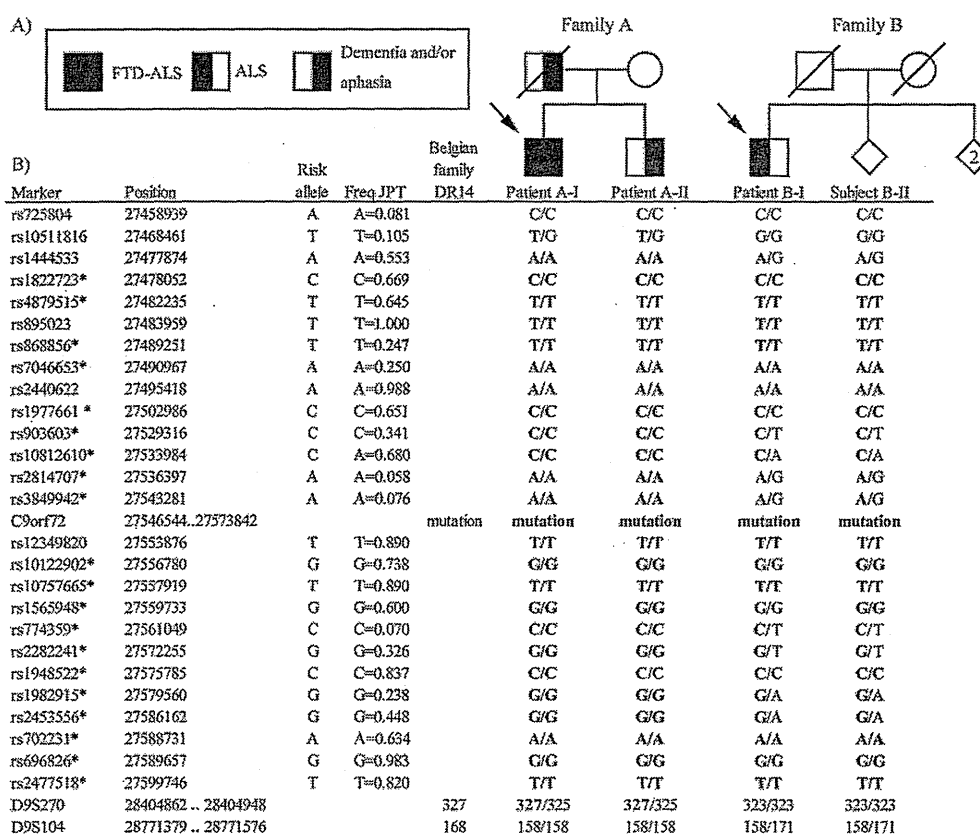 A)
FTD-ALS
ALS
Dementia and/or
aphasia
Family A
Family B
2
B)
Marker Position Risk allele Freq JPT Belgian family DR14 Patient A-I Patient A-II Patient B-I Subject B-II
rs725804 27458939 A A=0.081 C/C C/C C/C C/C
rs10511816 27468461 T T=0.105 T/G T/G G/G G/G
rs1444533 27477874 A A=0.553 A/A A/A A/G A/G
rs1822723* 27478052 C C=0.669 C/C C/C C/C C/C
rs4879515* 27482235 T T=0.645 T/T T/T T/T T/T
rs895023 27483959 T T=1.000 T/T T/T T/T T/T
rs868856* 27489251 T T=0.247 T/T T/T T/T T/T
rs7046653* 27490967 A A=0.250 A/A A/A A/A A/A
rs2440622 27495418 A A=0.988 A/A A/A A/A A/A
rs1977661 * 27502986 C C=0.651 C/C C/C C/C C/C
rs903603* 27529316 C C=0.341 C/C C/C C/T C/T
rs10812610* 27533984 C A=0.680 C/C C/C C/A C/A
rs2814707* 27536397 A A=0.058 A/A A/A A/G A/G
rs3849942* 27543281 A A=0.076 A/A A/A A/G A/G
C9orf72 27546544..27573842 mutation mutation mutation mutation mutation
rs12349820 27553876 T T=0.890 T/T T/T T/T T/T
rs10122902* 27556780 G G=0.738 G/G G/G G/G G/G
rs10757665* 27557919 T T=0.890 T/T T/T T/T T/T
rs1565948* 27559733 G G=0.600 G/G G/G G/G G/G
rs774359* 27561049 C C=0.070 C/C C/C C/T C/T
rs2282241* 27572255 G G=0.326 G/G G/G G/T G/T
rs1948522* 27575785 C C=0.837 C/C C/C C/C C/C
rs1982915* 27579560 G G=0.238 G/G G/G G/A G/A
rs2453556* 27586162 G G=0.448 G/G G/G G/A G/A
rs702231* 27588731 A A=0.634 A/A A/A A/A A/A
rs696826* 27589657 G G=0.983 G/G G/G G/G G/G
rs2477518* 27599746 T T=0.820 T/T T/T T/T T/T
D9S270 28404862 .. 28404948 327 327/325 327/325 323/323 323/323
D9S104 28771379 .. 28771576 168 158/158 158/158 158/171 158/171